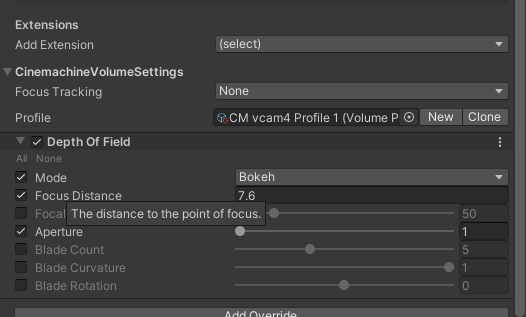 Extensions
Add Extension (select)
CinemachineVolumeSettings
Focus Tracking None
Profile CM vcam4 Profile 1 (Volume P New Clone
Depth Of Field
All None
Mode Bokeh
Focus Distance 7.6
Focal 50
The distance to the point of focus.
Aperture 1
Blade Count 5
Blade Curvature 1
Blade Rotation 0
Add Override